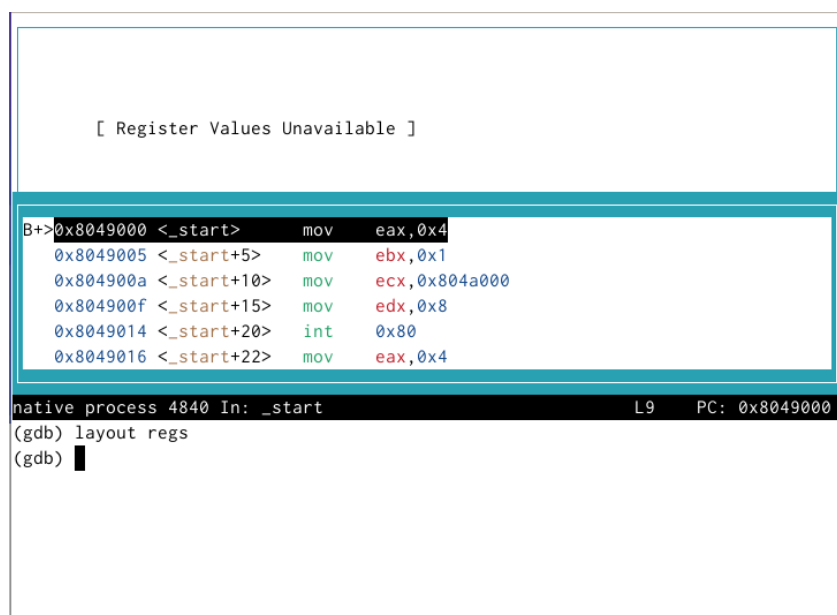 [ Register Values Unavailable ]
B+>0x8049000 <_start> mov eax,0x4
0x8049005 <_start+5> mov ebx,0x1
0x804900a <_start+10> mov ecx,0x804a000
0x804900f <_start+15> mov edx,0x8
0x8049014 <_start+20> int 0x80
0x8049016 <_start+22> mov eax,0x4
native process 4840 In: _start L9 PC: 0x8049000
(gdb) layout regs
(gdb)